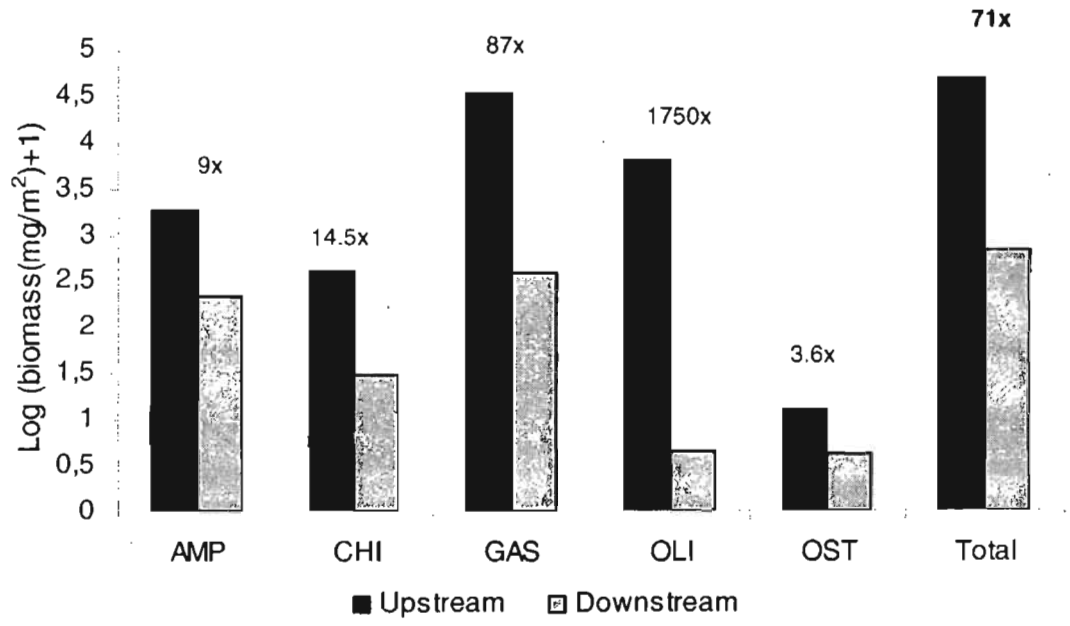 71x
87x
1750x
9x
14.5x
3.6x
Log (biomass(mg/m²)+1)
5
4,5
4
3,5
3
2,5
2
1,5
1
0,5
0
AMP CHI GAS OLI OST Total
Upstream Downstream